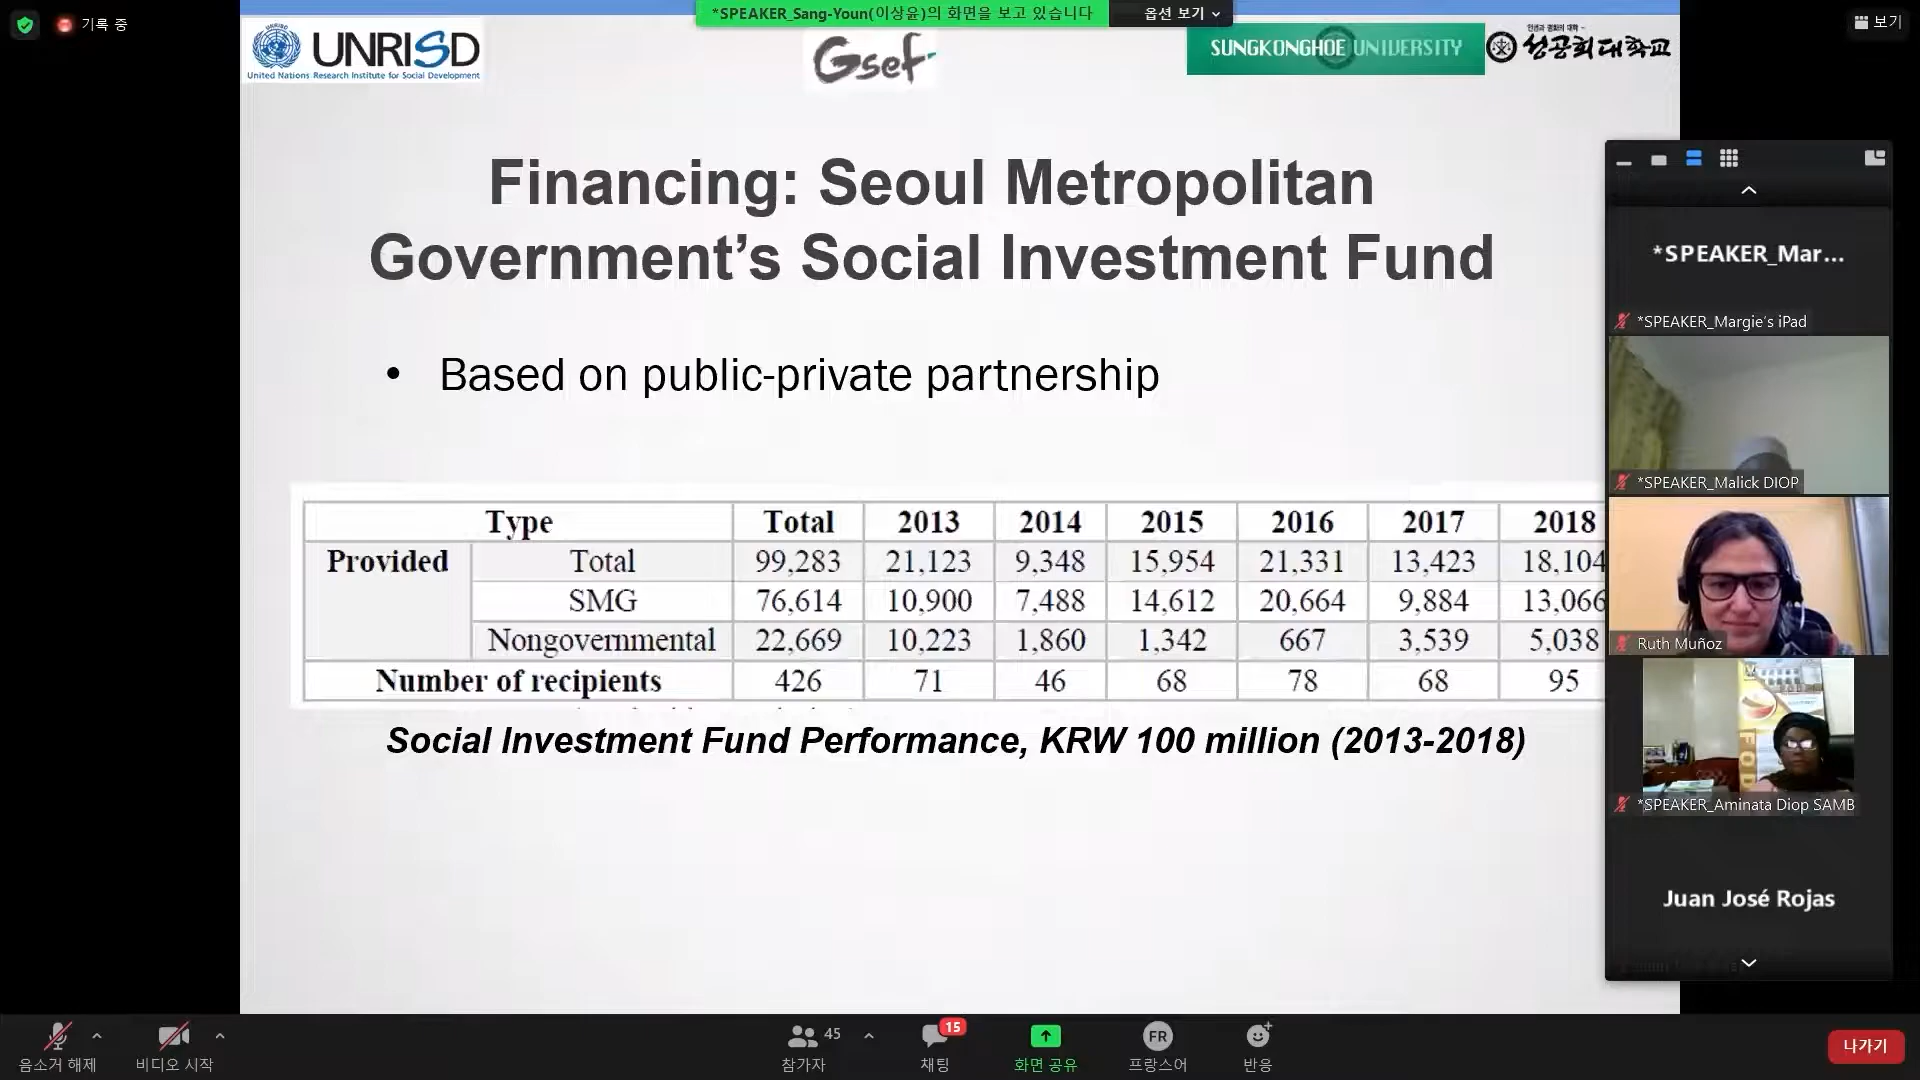 기록 중
*SPEAKER_Sang-Youn(이상윤)의 화면을 보고 있습니다
옵션 보기
보기
UNRISD
United Nations Research Institute for Social Development
Gsef
SUNGKONGHOE UNIVERSITY
인권과 평화의 대학
성공회대학교
Financing: Seoul Metropolitan
Government’s Social Investment Fund
• Based on public-private partnership
Type Total 2013 2014 2015 2016 2017 2018
Provided Total 99,283 21,123 9,348 15,954 21,331 13,423 18,104
SMG 76,614 10,900 7,488 14,612 20,664 9,884 13,066
Nongovernmental 22,669 10,223 1,860 1,342 667 3,539 5,038
Number of recipients 426 71 46 68 78 68 95
Social Investment Fund Performance, KRW 100 million (2013-2018)
*SPEAKER_Mar...
*SPEAKER_Margie's iPad
*SPEAKER_Malick DIOP
Ruth Muñoz
*SPEAKER_Aminata Diop SAMB
Juan José Rojas
음소거 해제
비디오 시작
45
참가자
15
채팅
화면 공유
FR
프랑스어
반응
나가기